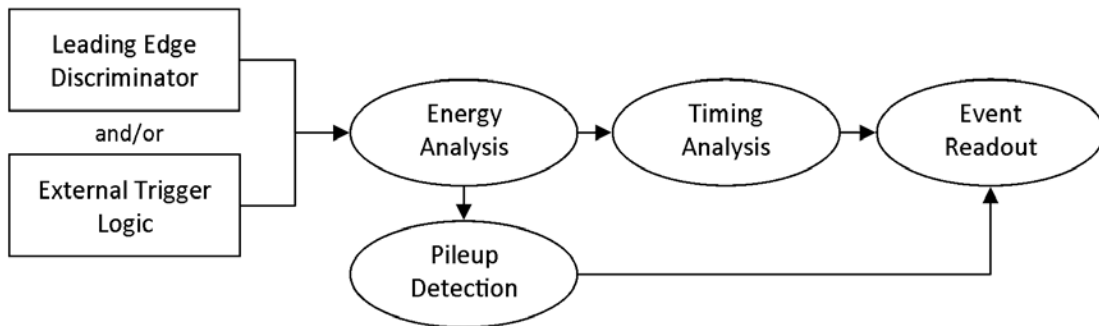 Leading Edge
Discriminator
and/or
External Trigger
Logic
Energy
Analysis
Timing
Analysis
Event
Readout
Pileup
Detection